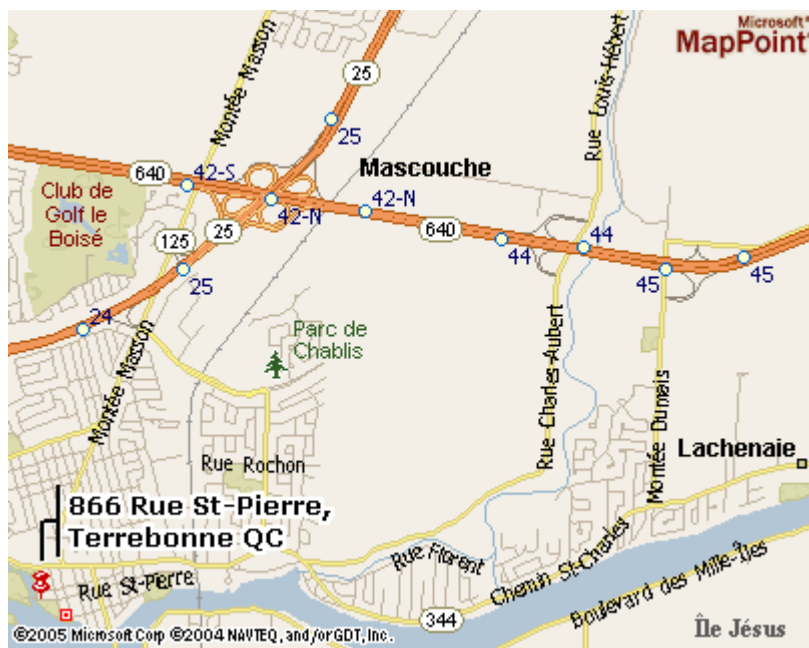 Microsoft®
MapPoint®
Montée Masson
25
Rue Louis-Hébert
25
640
42-S
Mascouche
Club de
Golf le
Boisé
42-N
42-N
640
44
44
125
25
25
45
45
24
Parc de
Chablis
Montée Masson
Rue Charles-Aubert
Montée Dumais
Lachenaie
Rue Rochon
866 Rue St-Pierre,
Terrebonne QC
Rue Florent
Chemin St-Charles
Rue St-Pierre
Boulevard des Mille-Îles
344
Île Jésus
©2005 Microsoft Corp ©2004 NAVTEQ, and/or GDT, Inc.